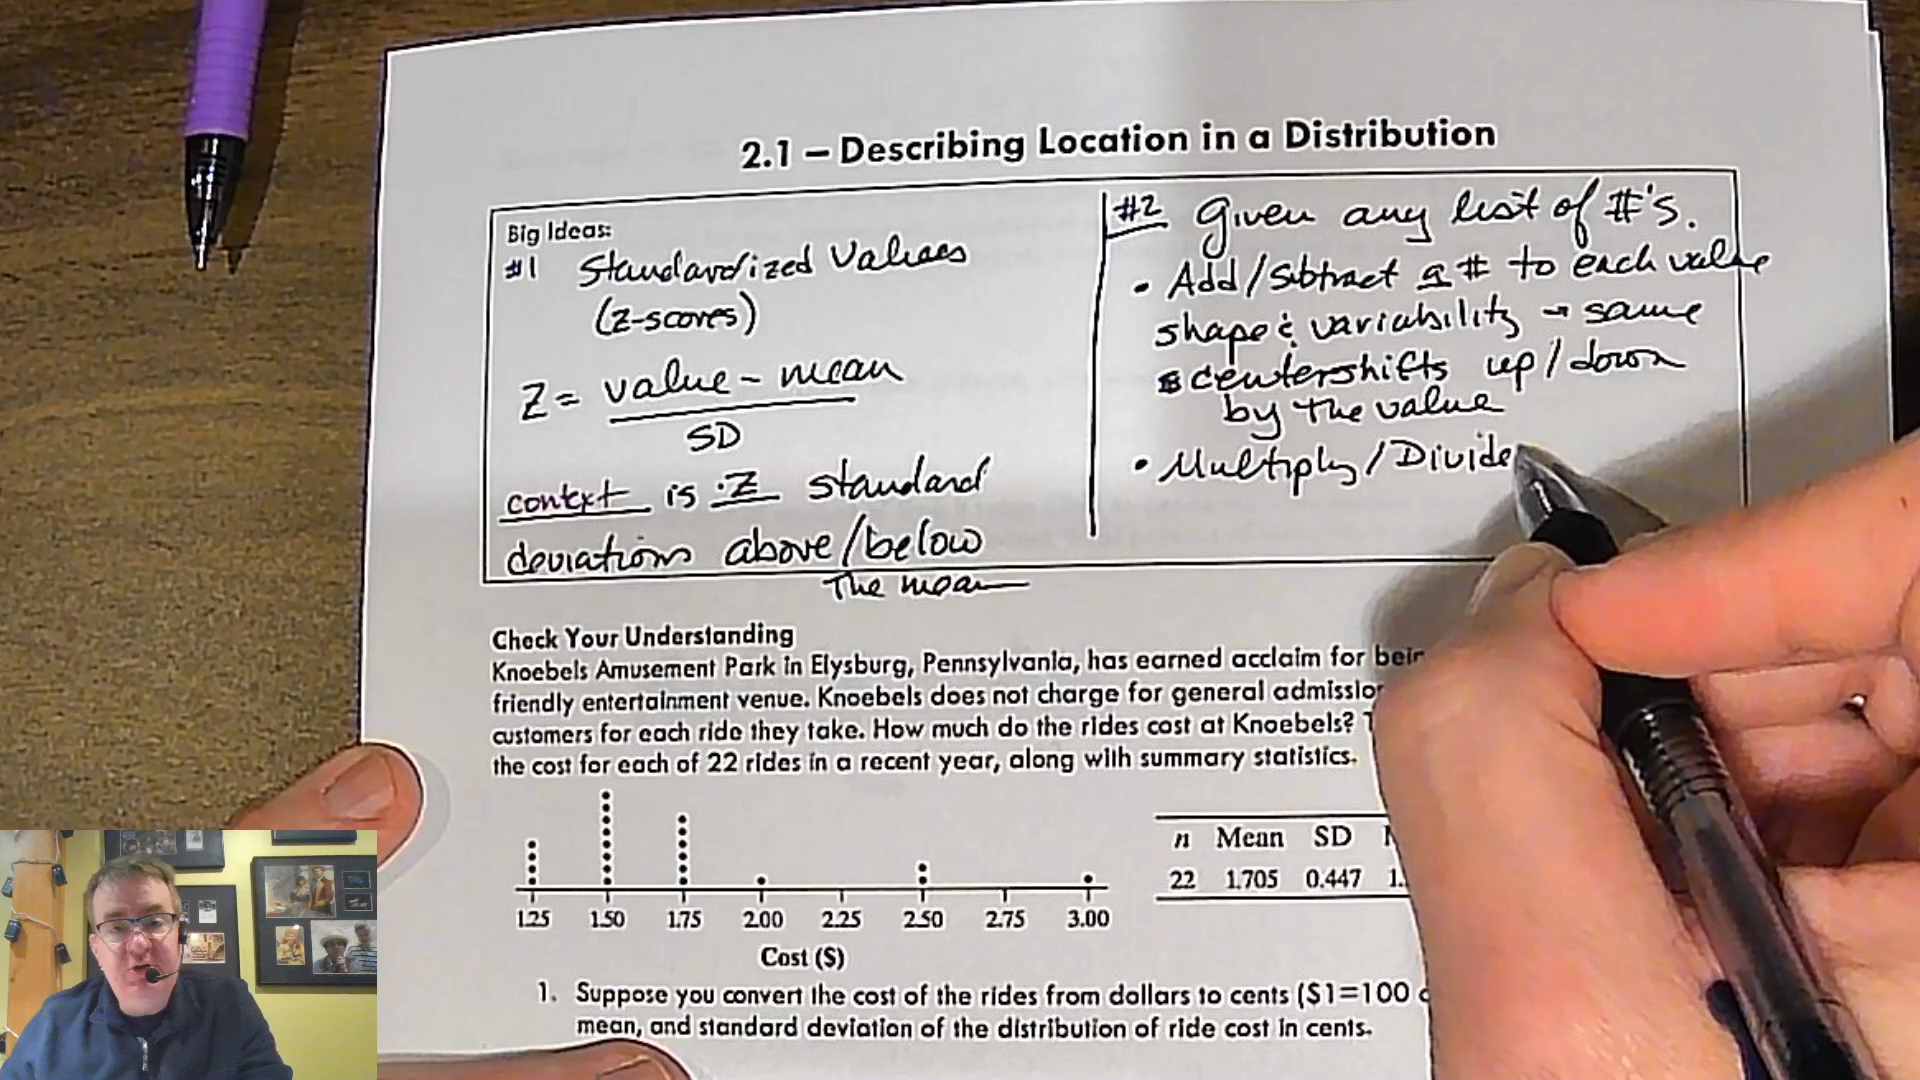 2.1 – Describing Location in a Distribution
Big Ideas:
#1 Standardized Values
(z-scores)
Z = value - mean
SD
context is z standard
deviations above/below
the mean
#2 Given any list of #'s.
• Add/Subtract a # to each value
shape & variability → same
centershifts up/down
by the value
• Multiply/Divide
Check Your Understanding
Knoebels Amusement Park in Elysburg, Pennsylvania, has earned acclaim for
friendly entertainment venue. Knoebels does not charge for general
customers for each ride they take. How much do the rides cost at Knoebels?
the cost for each of 22 rides in a recent year, along with summary statistics.
1.25 1.50 1.75 2.00 2.25 2.50 2.75 3.00
Cost ($)
n Mean SD
22 1.705 0.447
1. Suppose you convert the cost of the rides from dollars to cents ($1=100
mean, and standard deviation of the distribution of ride cost in cents.